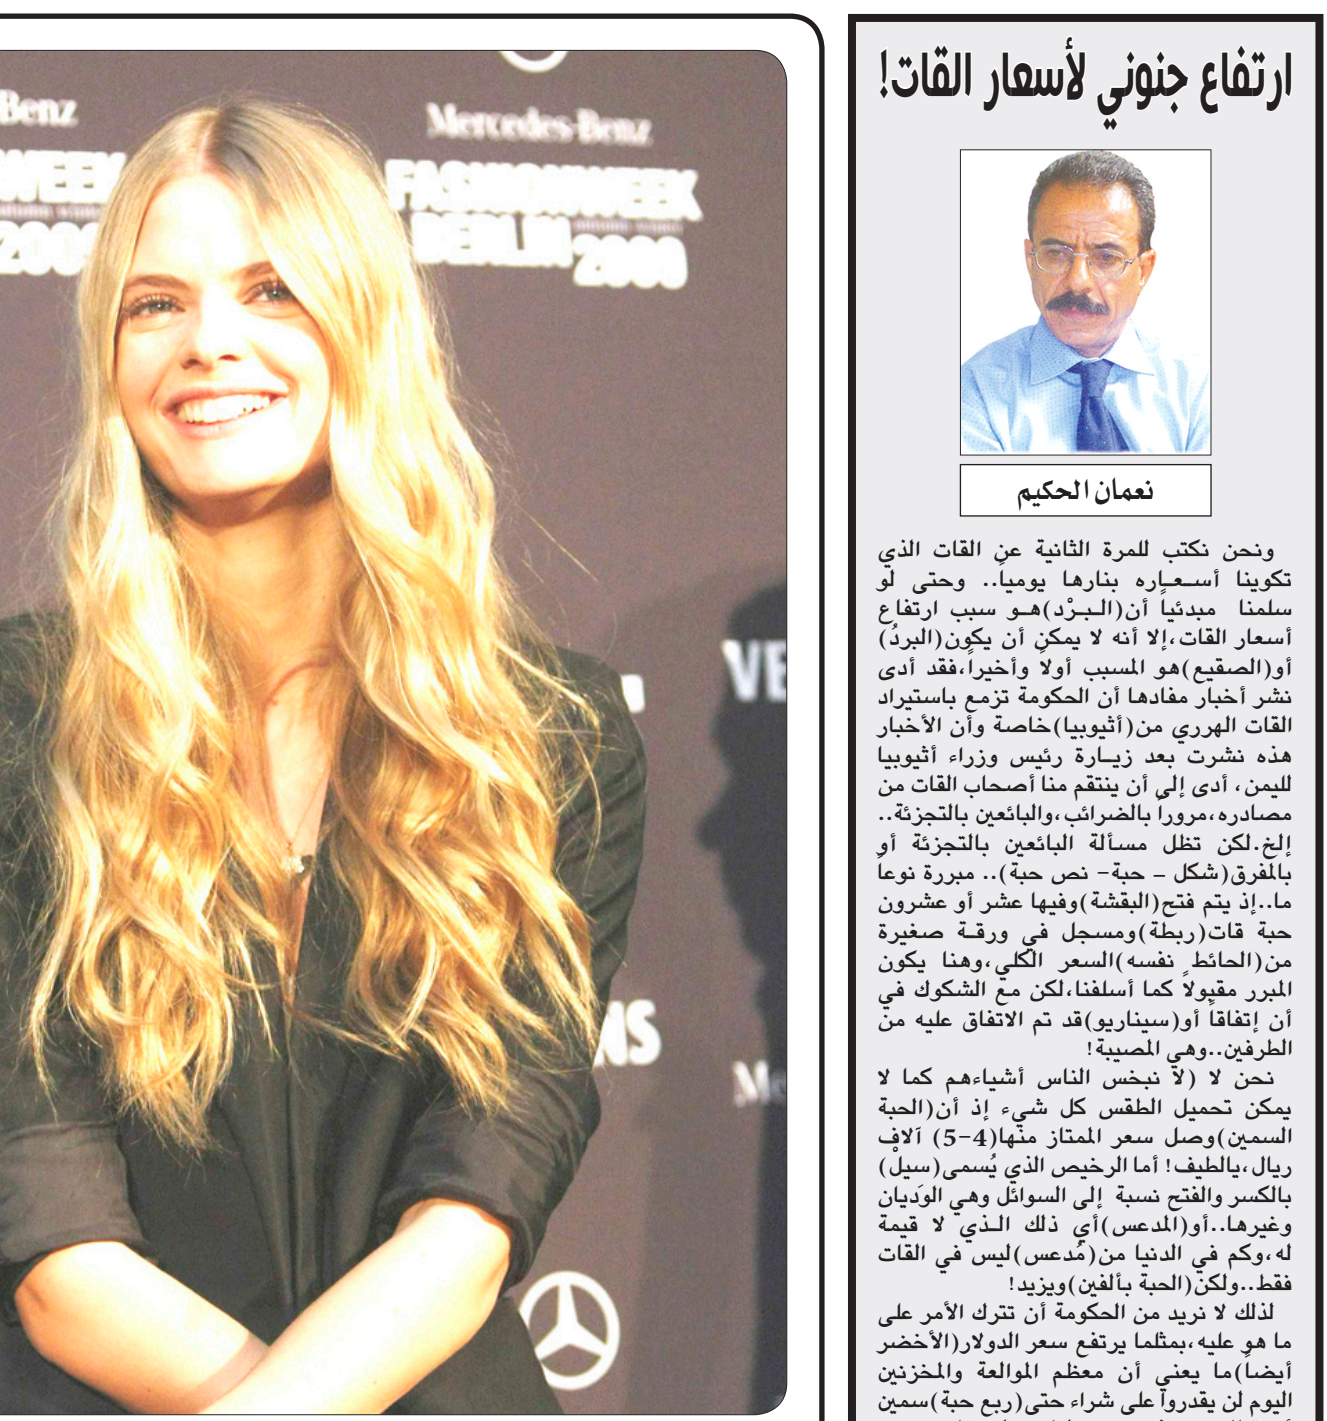 ارتفاع جنوني لأسعار القات!
نعمان الحكيم
ونحن نكتب للمرة الثانية عن القات الذي
تكوينا أسـعـاره بنارها يومياً.. وحتى لو
سلمنا مبدئياً أن(الـبـرْد)هـو سبب ارتفاع
أسعار القات،إلا أنه لا يمكن أن يكون(البردُ)
أو(الصقيع)هو المسبب أولاً وأخيراً،فقد أدى
نشر أخبار مفادها أن الحكومة تزمع باستيراد
القات الهرري من(أثيوبيا)خاصة وأن الأخبار
هذه نشرت بعد زيـارة رئيس وزراء أثيوبيا
لليمن، أدى إلى أن ينتقم منا أصحاب القات من
مصادره،مروراً بالضرائب،والبائعين بالتجزئة..
إلخ.لكن تظل مسألة البائعين بالتجزئة أو
بالمفرق(شكل – حبة- نص حبة).. مبررة نوعاً
ما..إذ يتم فتح(البقشة)وفيها عشر أو عشرون
حبة قات(ربطة)ومسجل في ورقـة صغيرة
من(الحائط نفسه)السعر الكلي،وهنا يكون
المبرر مقبولاً كما أسلفنا،لكن مع الشكوك في
أن إتفاقاً أو(سيناريو)قد تم الاتفاق عليه من
الطرفين..وهي المصيبة!
نحن لا (لا نبخس الناس أشياءهم كما لا
يمكن تحميل الطقس كل شيء إذ أن(الحبة
السمين)وصل سعر الممتاز منها(4-5) آلاف
ريال،يالطيف! أما الرخيص الذي يُسمى(سيل)
بالكسر والفتح نسبة إلى السوائل وهي الوَديان
وغيرها..أو(المدعس)أي ذلك الـذي لا قيمة
له،وكم في الدنيا من(مُدعس)ليس في القات
فقط..ولكن(الحبة بألفين)ويزيد!
لذلك لا نريد من الحكومة أن تترك الأمر على
ما هو عليه،بمثلما يرتفع سعر الدولار(الأخضر
أيضاً)ما يعني أن معظم الموالعة والمخزنين
اليوم لن يقدروا على شراء حتى(ربع حبة)سمين
Benz
Mercedes-Benz
WEEK
FASHIONWEEK
BERLIN 2009
VE
NS
Me